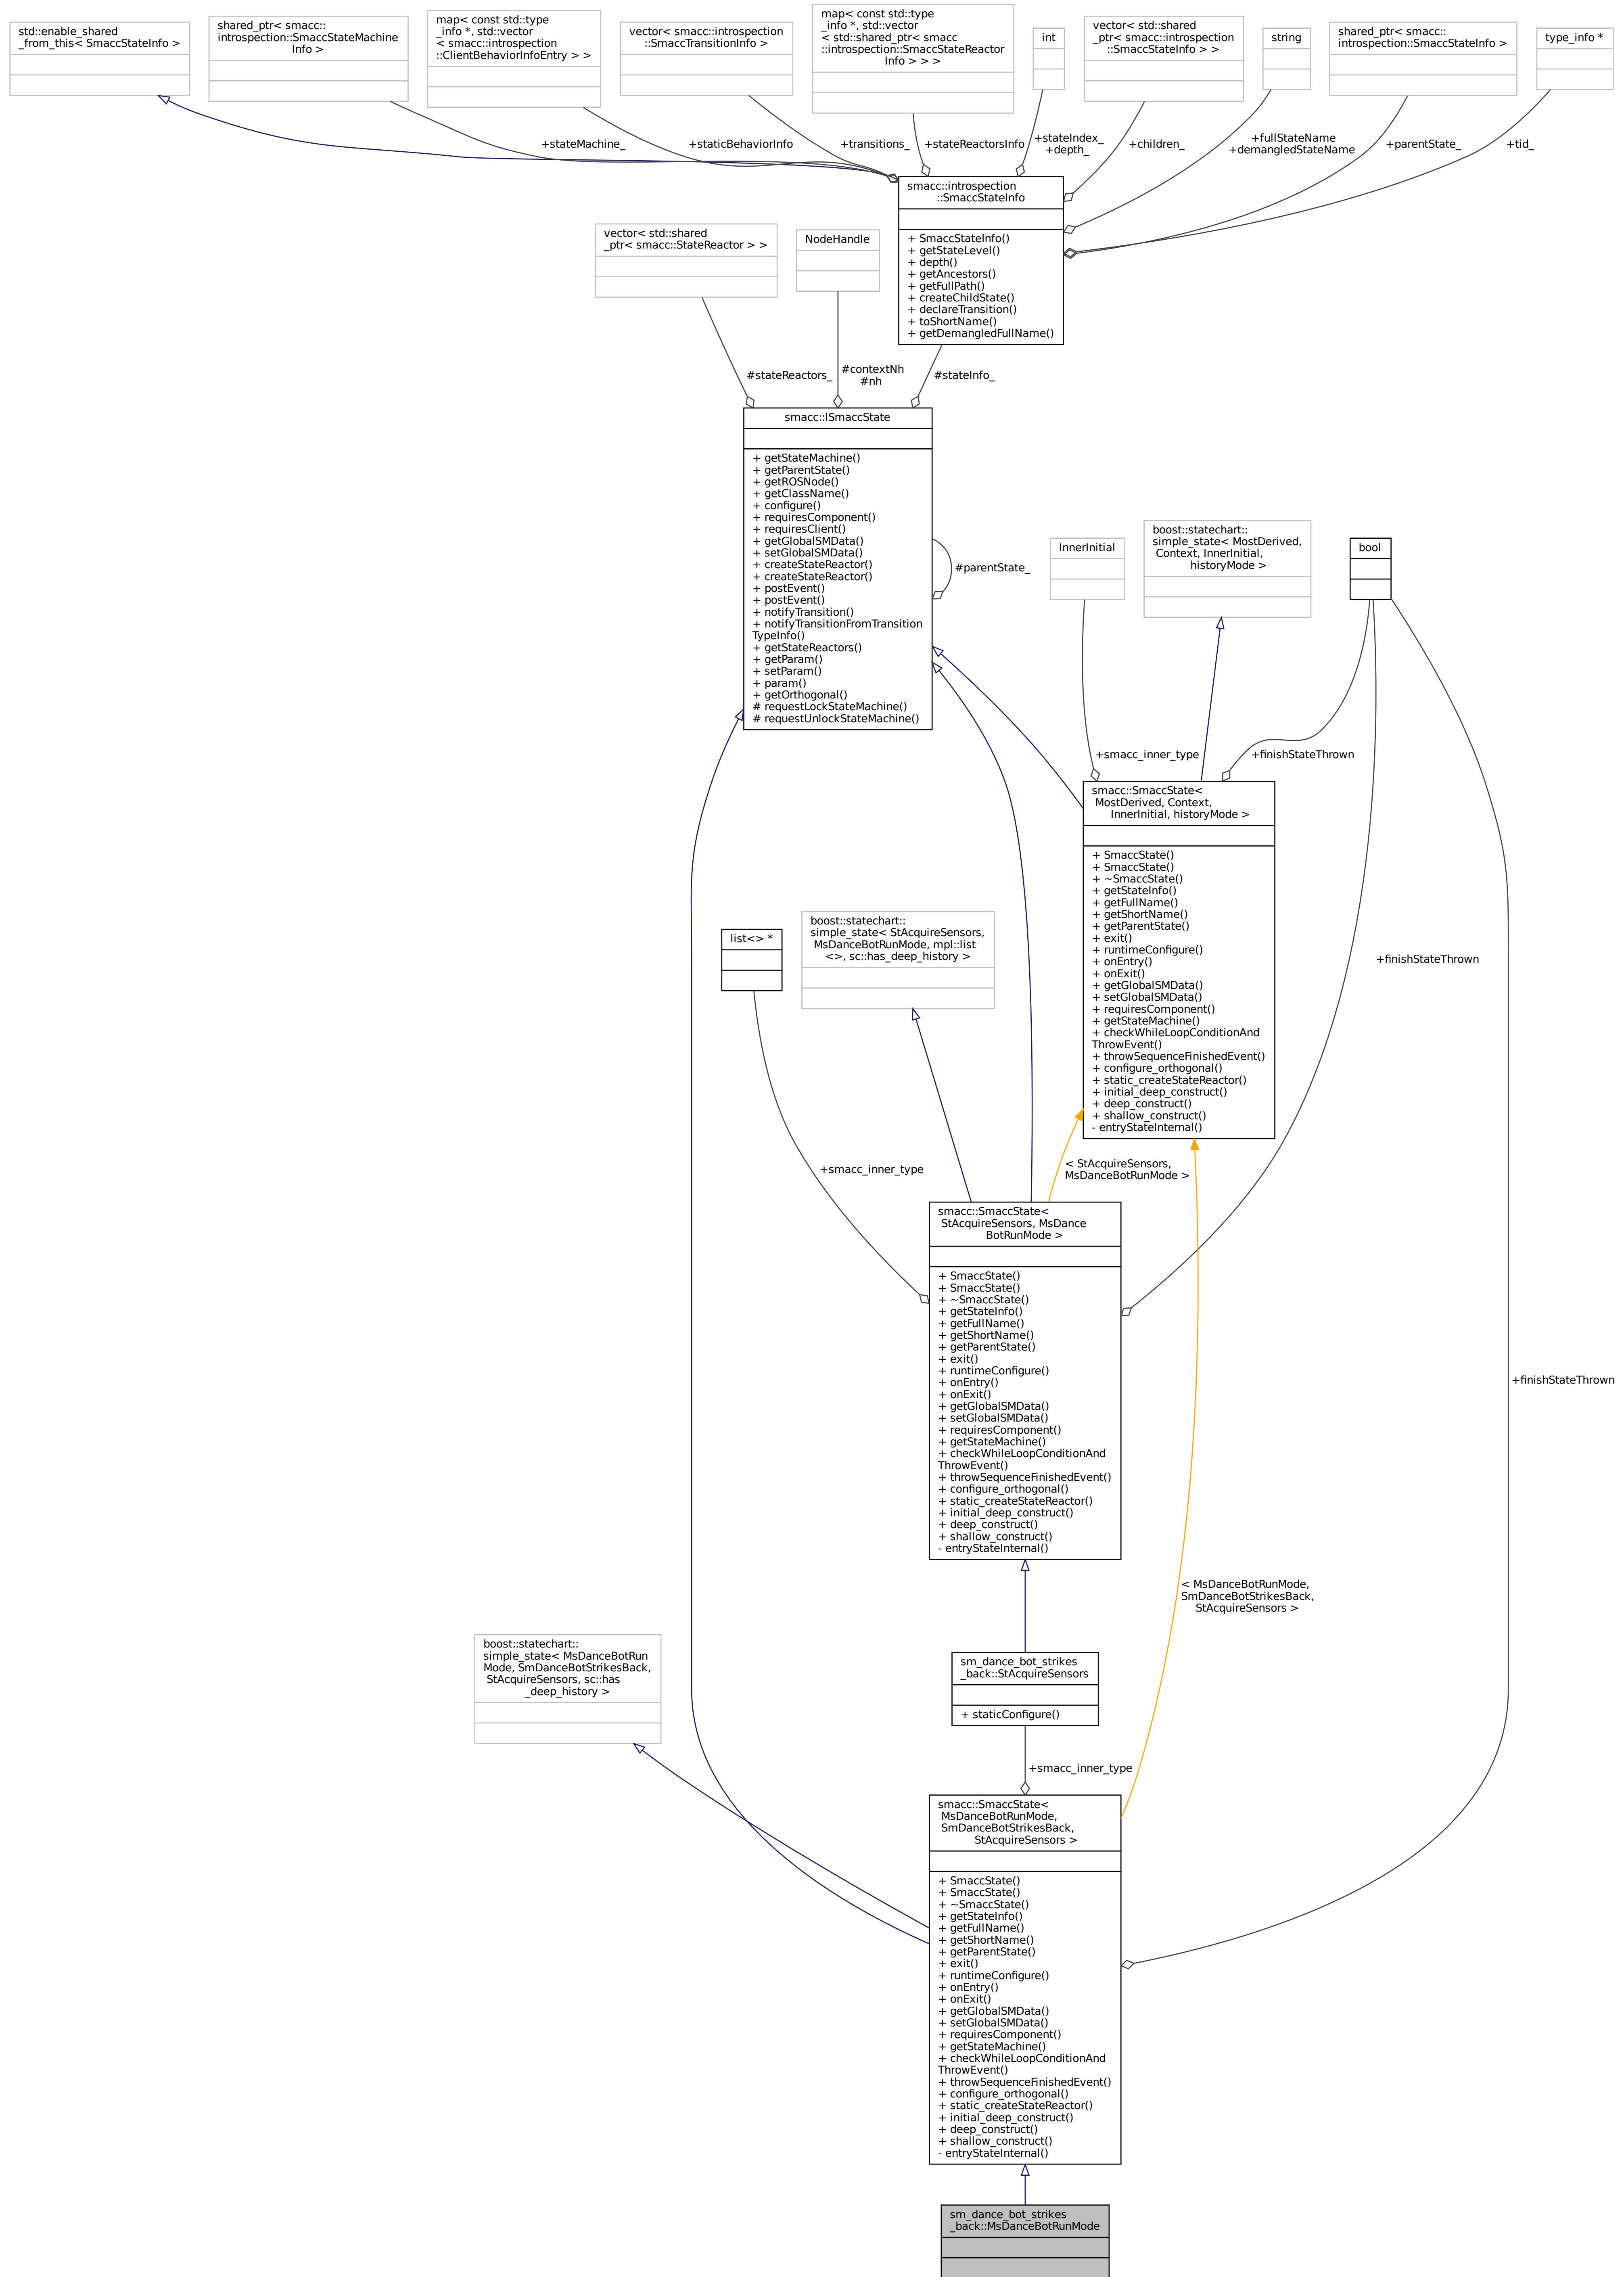 std::enable_shared
_from_this< SmaccStateInfo >
shared_ptr< smacc::
introspection::SmaccStateMachine
Info >
map< const std::type
_info *, std::vector
< smacc::introspection
::ClientBehaviorInfoEntry > >
vector< smacc::introspection
::SmaccTransitionInfo >
map< const std::type
_info *, std::vector
< std::shared_ptr< smacc
::introspection::SmaccStateReactor
Info > > >
int
vector< std::shared
_ptr< smacc::introspection
::SmaccStateInfo > >
string
shared_ptr< smacc::
introspection::SmaccStateInfo >
type_info *
+stateMachine_
+staticBehaviorInfo
+transitions_
+stateReactorsInfo
+stateIndex_
+depth_
+children_
+fullStateName
+demangledStateName
+parentState_
+tid_
smacc::introspection
::SmaccStateInfo
+ SmaccStateInfo()
+ getStateLevel()
+ depth()
+ getAncestors()
+ getFullPath()
+ createChildState()
+ declareTransition()
+ toShortName()
+ getDemangledFullName()
vector< std::shared
_ptr< smacc::StateReactor > >
NodeHandle
#stateReactors_
#contextNh
#nh
#stateInfo_
smacc::ISmaccState
+ getStateMachine()
+ getParentState()
+ getROSNode()
+ getClassName()
+ configure()
+ requiresComponent()
+ requiresClient()
+ getGlobalSMData()
+ setGlobalSMData()
+ createStateReactor()
+ createStateReactor()
+ postEvent()
+ postEvent()
+ notifyTransition()
+ notifyTransitionFromTransition
TypeInfo()
+ getStateReactors()
+ getParam()
+ setParam()
+ param()
+ getOrthogonal()
# requestLockStateMachine()
# requestUnlockStateMachine()
#parentState_
InnerInitial
boost::statechart::
simple_state< MostDerived,
Context, InnerInitial,
historyMode >
bool
+smacc_inner_type
+finishStateThrown
smacc::SmaccState<
MostDerived, Context,
InnerInitial, historyMode >
+ SmaccState()
+ SmaccState()
+ ~SmaccState()
+ getStateInfo()
+ getFullName()
+ getShortName()
+ getParentState()
+ exit()
+ runtimeConfigure()
+ onEntry()
+ onExit()
+ getGlobalSMData()
+ setGlobalSMData()
+ requiresComponent()
+ getStateMachine()
+ checkWhileLoopConditionAnd
ThrowEvent()
+ throwSequenceFinishedEvent()
+ configure_orthogonal()
+ static_createStateReactor()
+ initial_deep_construct()
+ deep_construct()
+ shallow_construct()
- entryStateInternal()
list<> *
boost::statechart::
simple_state< StAcquireSensors,
MsDanceBotRunMode, mpl::list
<>, sc::has_deep_history >
+finishStateThrown
+smacc_inner_type
< StAcquireSensors,
MsDanceBotRunMode >
smacc::SmaccState<
StAcquireSensors, MsDance
BotRunMode >
+ SmaccState()
+ SmaccState()
+ ~SmaccState()
+ getStateInfo()
+ getFullName()
+ getShortName()
+ getParentState()
+ exit()
+ runtimeConfigure()
+ onEntry()
+ onExit()
+ getGlobalSMData()
+ setGlobalSMData()
+ requiresComponent()
+ getStateMachine()
+ checkWhileLoopConditionAnd
ThrowEvent()
+ throwSequenceFinishedEvent()
+ configure_orthogonal()
+ static_createStateReactor()
+ initial_deep_construct()
+ deep_construct()
+ shallow_construct()
- entryStateInternal()
+finishStateThrown
< MsDanceBotRunMode,
SmDanceBotStrikesBack,
StAcquireSensors >
boost::statechart::
simple_state< MsDanceBotRun
Mode, SmDanceBotStrikesBack,
StAcquireSensors, sc::has
_deep_history >
sm_dance_bot_strikes
_back::StAcquireSensors
+ staticConfigure()
+smacc_inner_type
smacc::SmaccState<
MsDanceBotRunMode,
SmDanceBotStrikesBack,
StAcquireSensors >
+ SmaccState()
+ SmaccState()
+ ~SmaccState()
+ getStateInfo()
+ getFullName()
+ getShortName()
+ getParentState()
+ exit()
+ runtimeConfigure()
+ onEntry()
+ onExit()
+ getGlobalSMData()
+ setGlobalSMData()
+ requiresComponent()
+ getStateMachine()
+ checkWhileLoopConditionAnd
ThrowEvent()
+ throwSequenceFinishedEvent()
+ configure_orthogonal()
+ static_createStateReactor()
+ initial_deep_construct()
+ deep_construct()
+ shallow_construct()
- entryStateInternal()
sm_dance_bot_strikes
_back::MsDanceBotRunMode